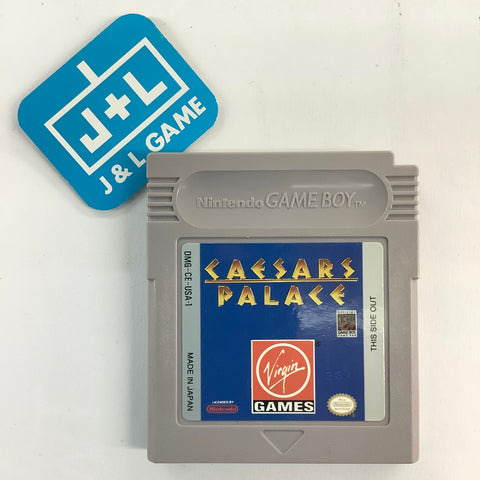 J+L
J & L GAME
Nintendo GAME BOY TM
DMG-CE-USA-1
MADE IN JAPAN
CAESARS
PALACE
THIS SIDE OUT
Virgin
GAMES
LICENSED BY
Nintendo